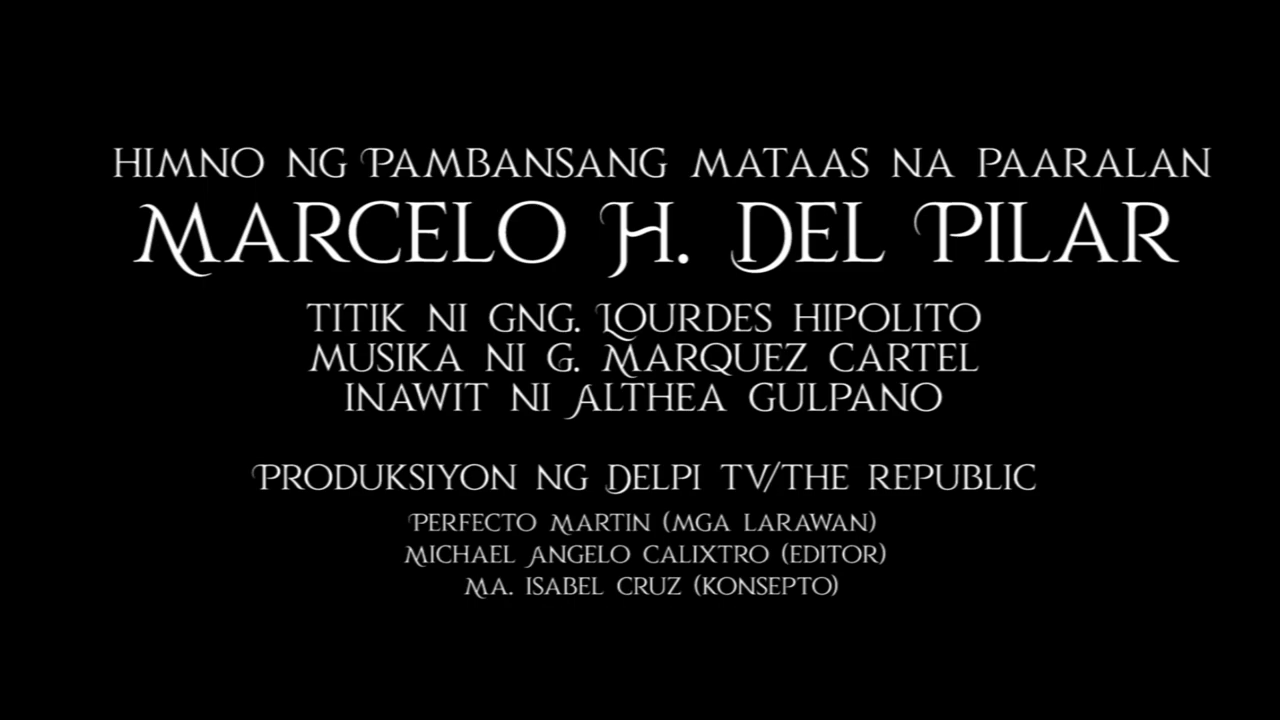 Himno ng Pambansang Mataas na Paaralan
Marcelo H. Del Pilar
Titik ni Gng. Lourdes Hipolito
Musika ni G. Marquez Cartel
Inawit ni Althea Gulpano
Produksiyon ng Delpi TV/The Republic
Perfecto Martin (mga larawan)
Michael Angelo Calixtro (editor)
Ma. Isabel Cruz (konsepto)